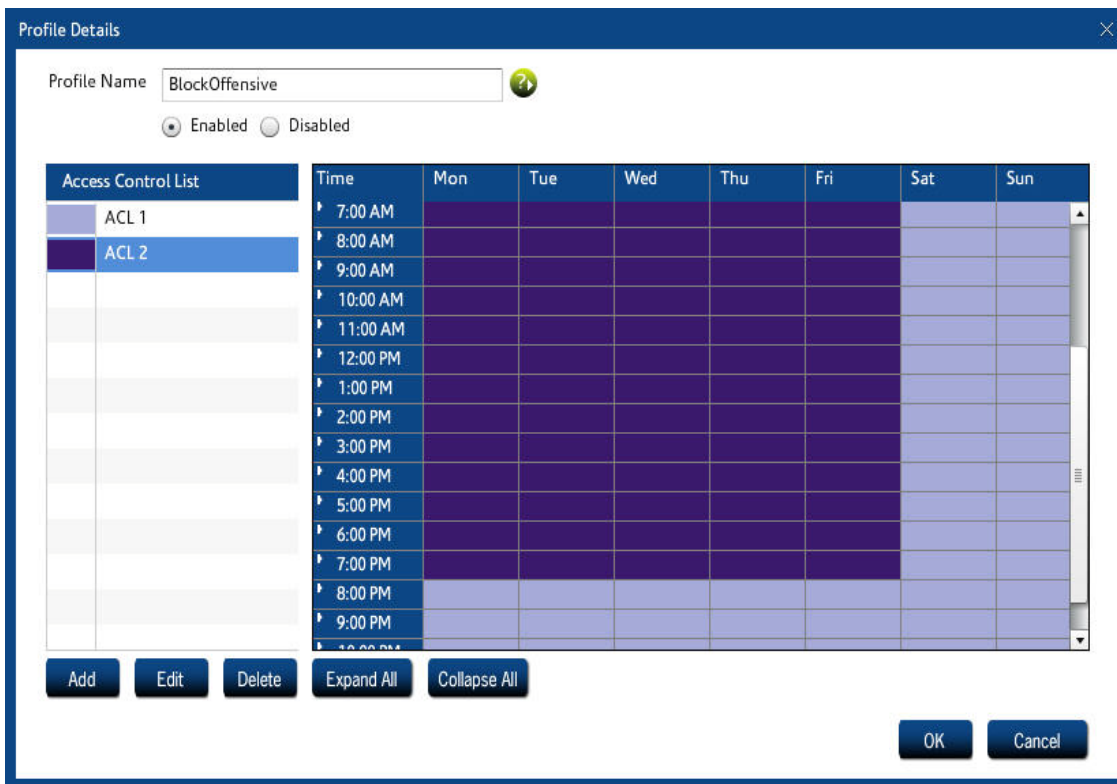 Profile Details
Profile Name
BlockOffensive
Enabled Disabled
Access Control List
ACL 1
ACL 2
Time Mon Tue Wed Thu Fri Sat Sun
7:00 AM
8:00 AM
9:00 AM
10:00 AM
11:00 AM
12:00 PM
1:00 PM
2:00 PM
3:00 PM
4:00 PM
5:00 PM
6:00 PM
7:00 PM
8:00 PM
9:00 PM
10:00 PM
Add Edit Delete Expand All Collapse All
OK Cancel